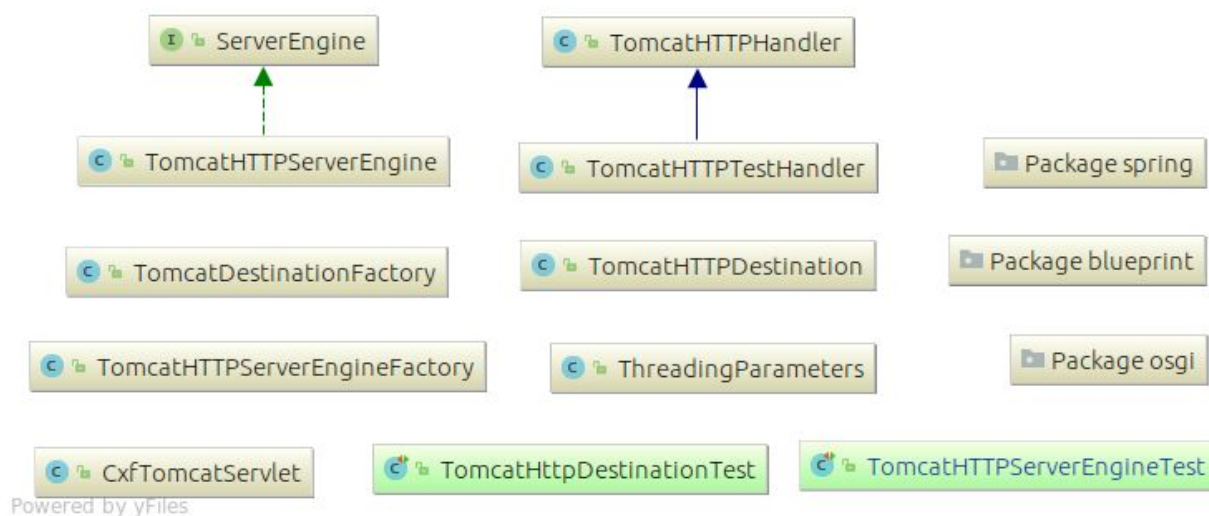 ServerEngine
TomcatHTTPHandler
TomcatHTTPServerEngine
TomcatHTTPTestHandler
Package spring
TomcatDestinationFactory
TomcatHTTPDestination
Package blueprint
TomcatHTTPServerEngineFactory
ThreadingParameters
Package osgi
CxfTomcatServlet
TomcatHttpDestinationTest
TomcatHTTPServerEngineTest
Powered by yFiles